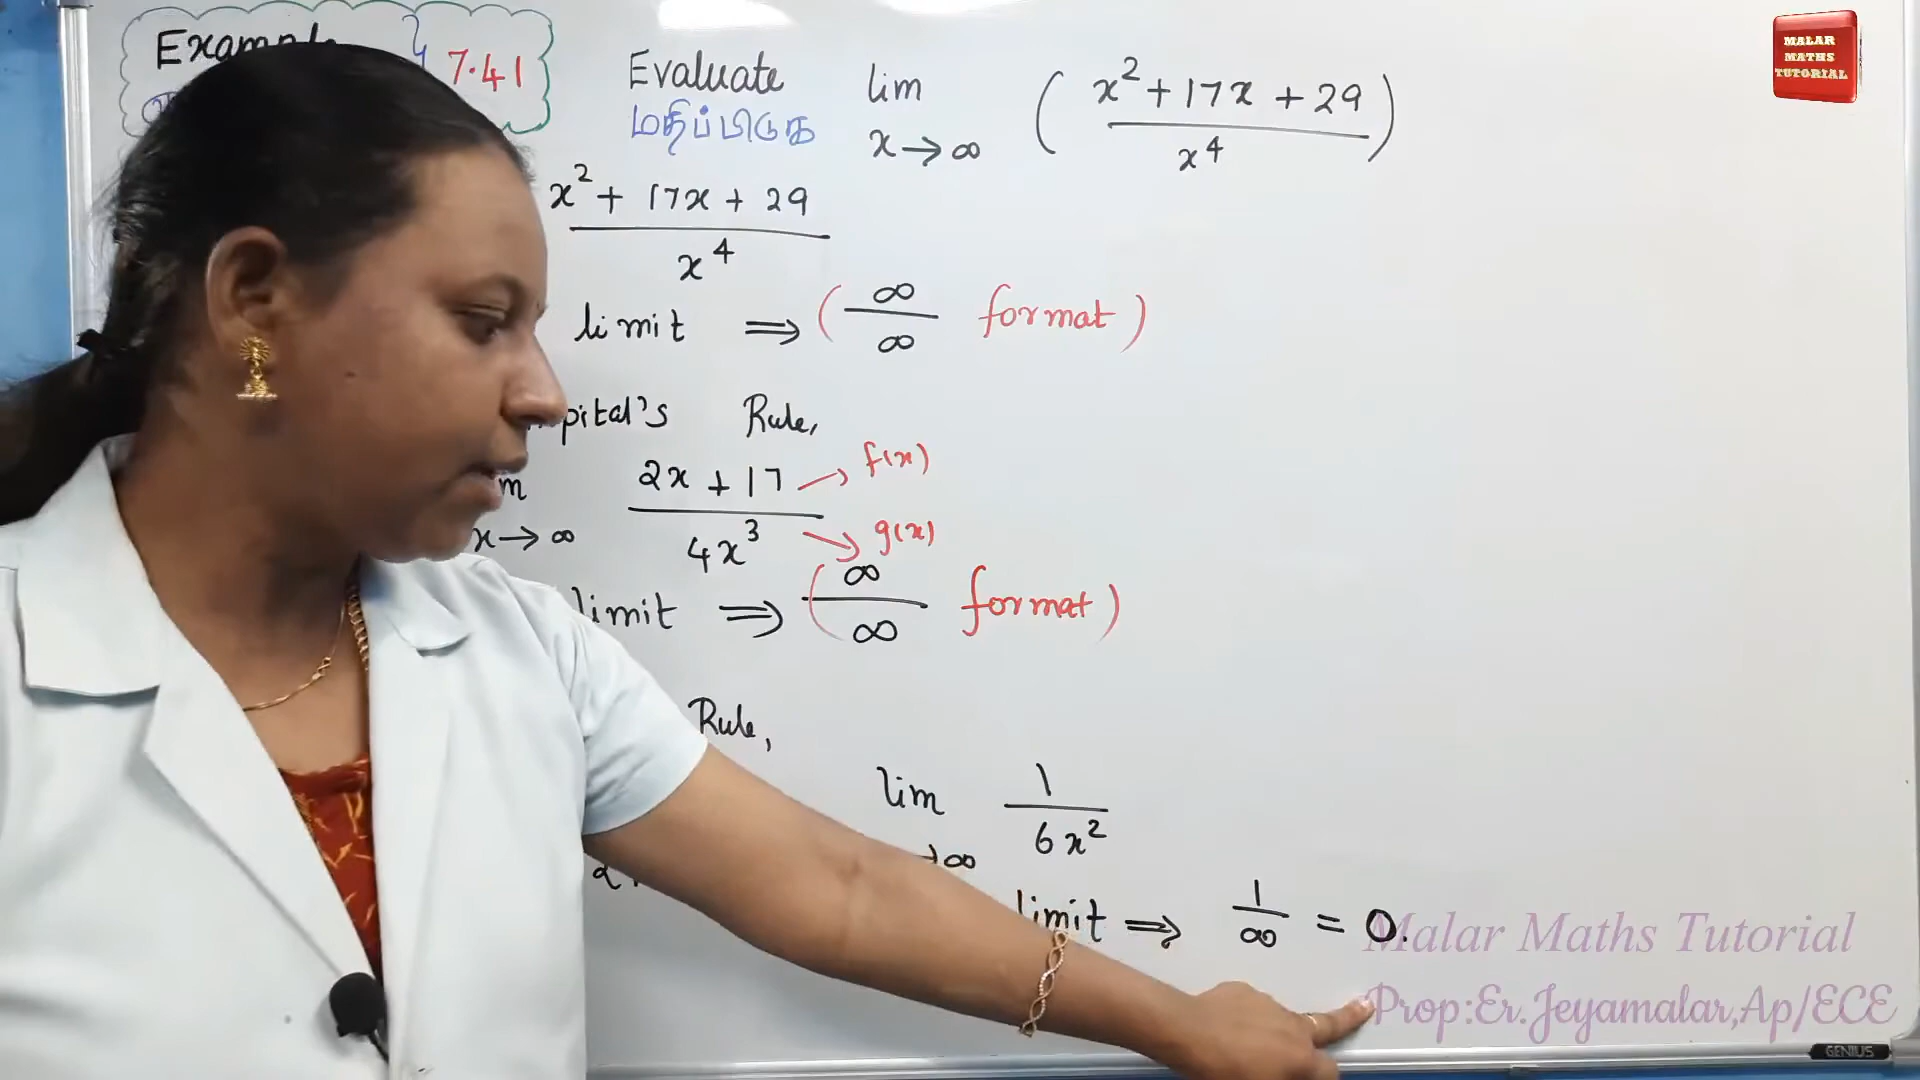 7.41
Evaluate lim ( x² + 17x + 29 )
மதிப்பிடுக x → ∞ x⁴
x² + 17x + 29
x⁴
limit ⇒ ( ∞ / ∞ format )
Rule,
2x + 17 → f(x)
x → ∞ 4x³ → g(x)
limit ⇒ ( ∞ / ∞ format )
Rule,
lim 1
→ ∞ 6x²
limit ⇒ 1 / ∞ = 0.
MALAR
MATHS
TUTORIAL
Malar Maths Tutorial
Prop:Er.Jeyamalar,Ap/ECE
GENIUS